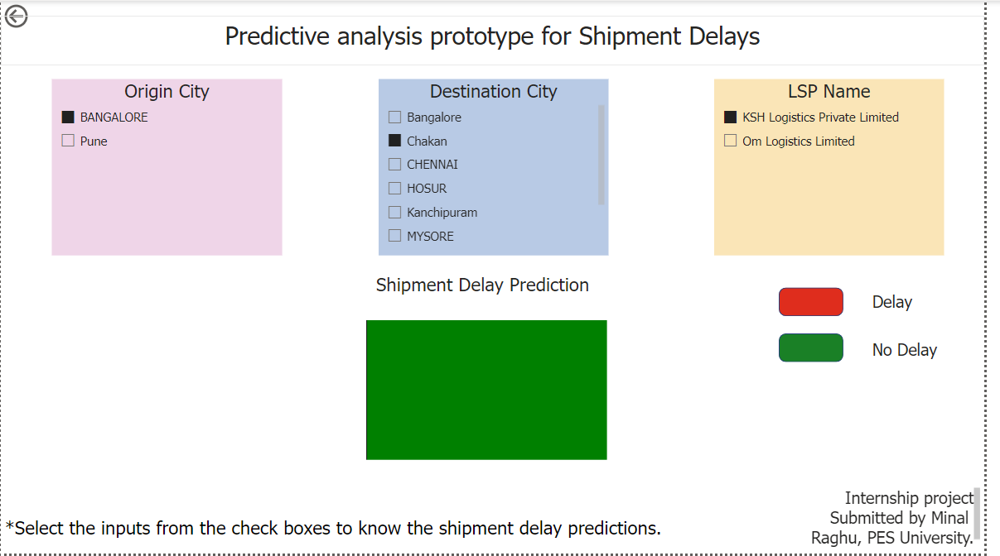 Predictive analysis prototype for Shipment Delays
Origin City
BANGALORE
Pune
Destination City
Bangalore
Chakan
CHENNAI
HOSUR
Kanchipuram
MYSORE
LSP Name
KSH Logistics Private Limited
Om Logistics Limited
Shipment Delay Prediction
Delay
No Delay
*Select the inputs from the check boxes to know the shipment delay predictions.
Internship project
Submitted by Minal
Raghu, PES University.